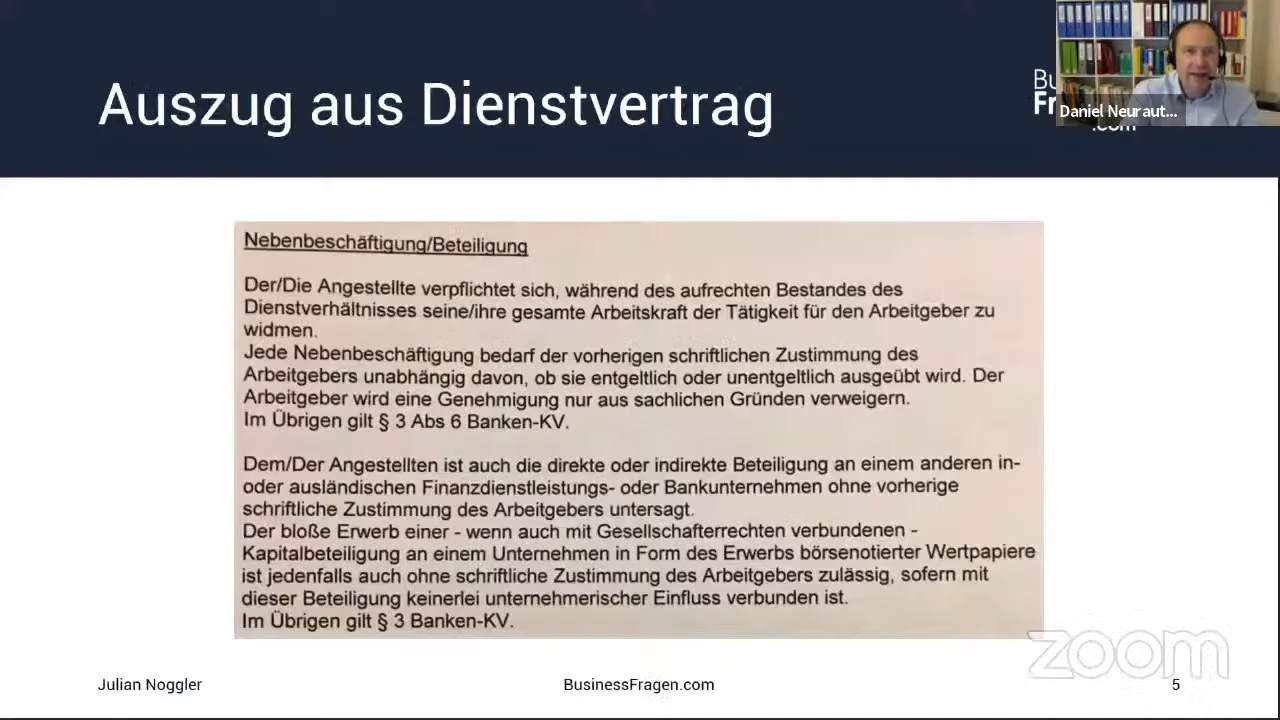 Auszug aus Dienstvertrag
Daniel Neuraut...
.com
Nebenbeschäftigung/Beteiligung
Der/Die Angestellte verpflichtet sich, während des aufrechten Bestandes des
Dienstverhältnisses seine/ihre gesamte Arbeitskraft der Tätigkeit für den Arbeitgeber zu
widmen.
Jede Nebenbeschäftigung bedarf der vorherigen schriftlichen Zustimmung des
Arbeitgebers unabhängig davon, ob sie entgeltlich oder unentgeltlich ausgeübt wird. Der
Arbeitgeber wird eine Genehmigung nur aus sachlichen Gründen verweigern.
Im Übrigen gilt § 3 Abs 6 Banken-KV.
Dem/Der Angestellten ist auch die direkte oder indirekte Beteiligung an einem anderen in-
oder ausländischen Finanzdienstleistungs- oder Bankunternehmen ohne vorherige
schriftliche Zustimmung des Arbeitgebers untersagt.
Der bloße Erwerb einer - wenn auch mit Gesellschafterrechten verbundenen -
Kapitalbeteiligung an einem Unternehmen in Form des Erwerbs börsenotierter Wertpapiere
ist jedenfalls auch ohne schriftliche Zustimmung des Arbeitgebers zulässig, sofern mit
dieser Beteiligung keinerlei unternehmerischer Einfluss verbunden ist.
Im Übrigen gilt § 3 Banken-KV.
zoom
Julian Noggler
BusinessFragen.com
5